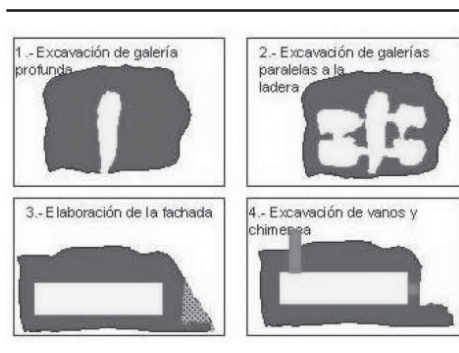 1.- Excavación de galería
profunda
2.- Excavación de galerías
paralelas a la
ladera
3.- Elaboración de la fachada
4.- Excavación de vanos y
chimenea